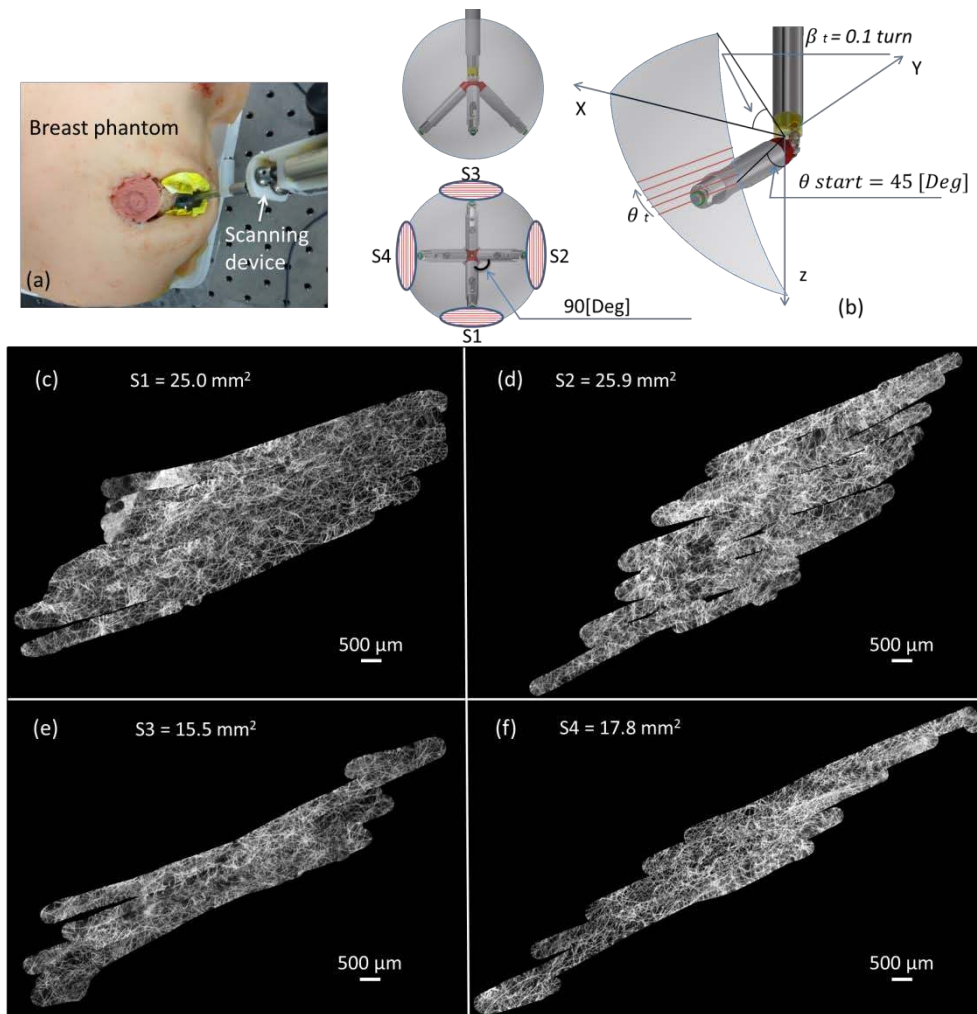 Breast phantom
Scanning
device
(a)
S3
S4
S2
S1
90[Deg]
β t = 0.1 turn
Y
X
θ start = 45 [Deg]
θ t
z
(b)
(c)
S1 = 25.0 mm²
500 µm
(d)
S2 = 25.9 mm²
500 µm
(e)
S3 = 15.5 mm²
500 µm
(f)
S4 = 17.8 mm²
500 µm